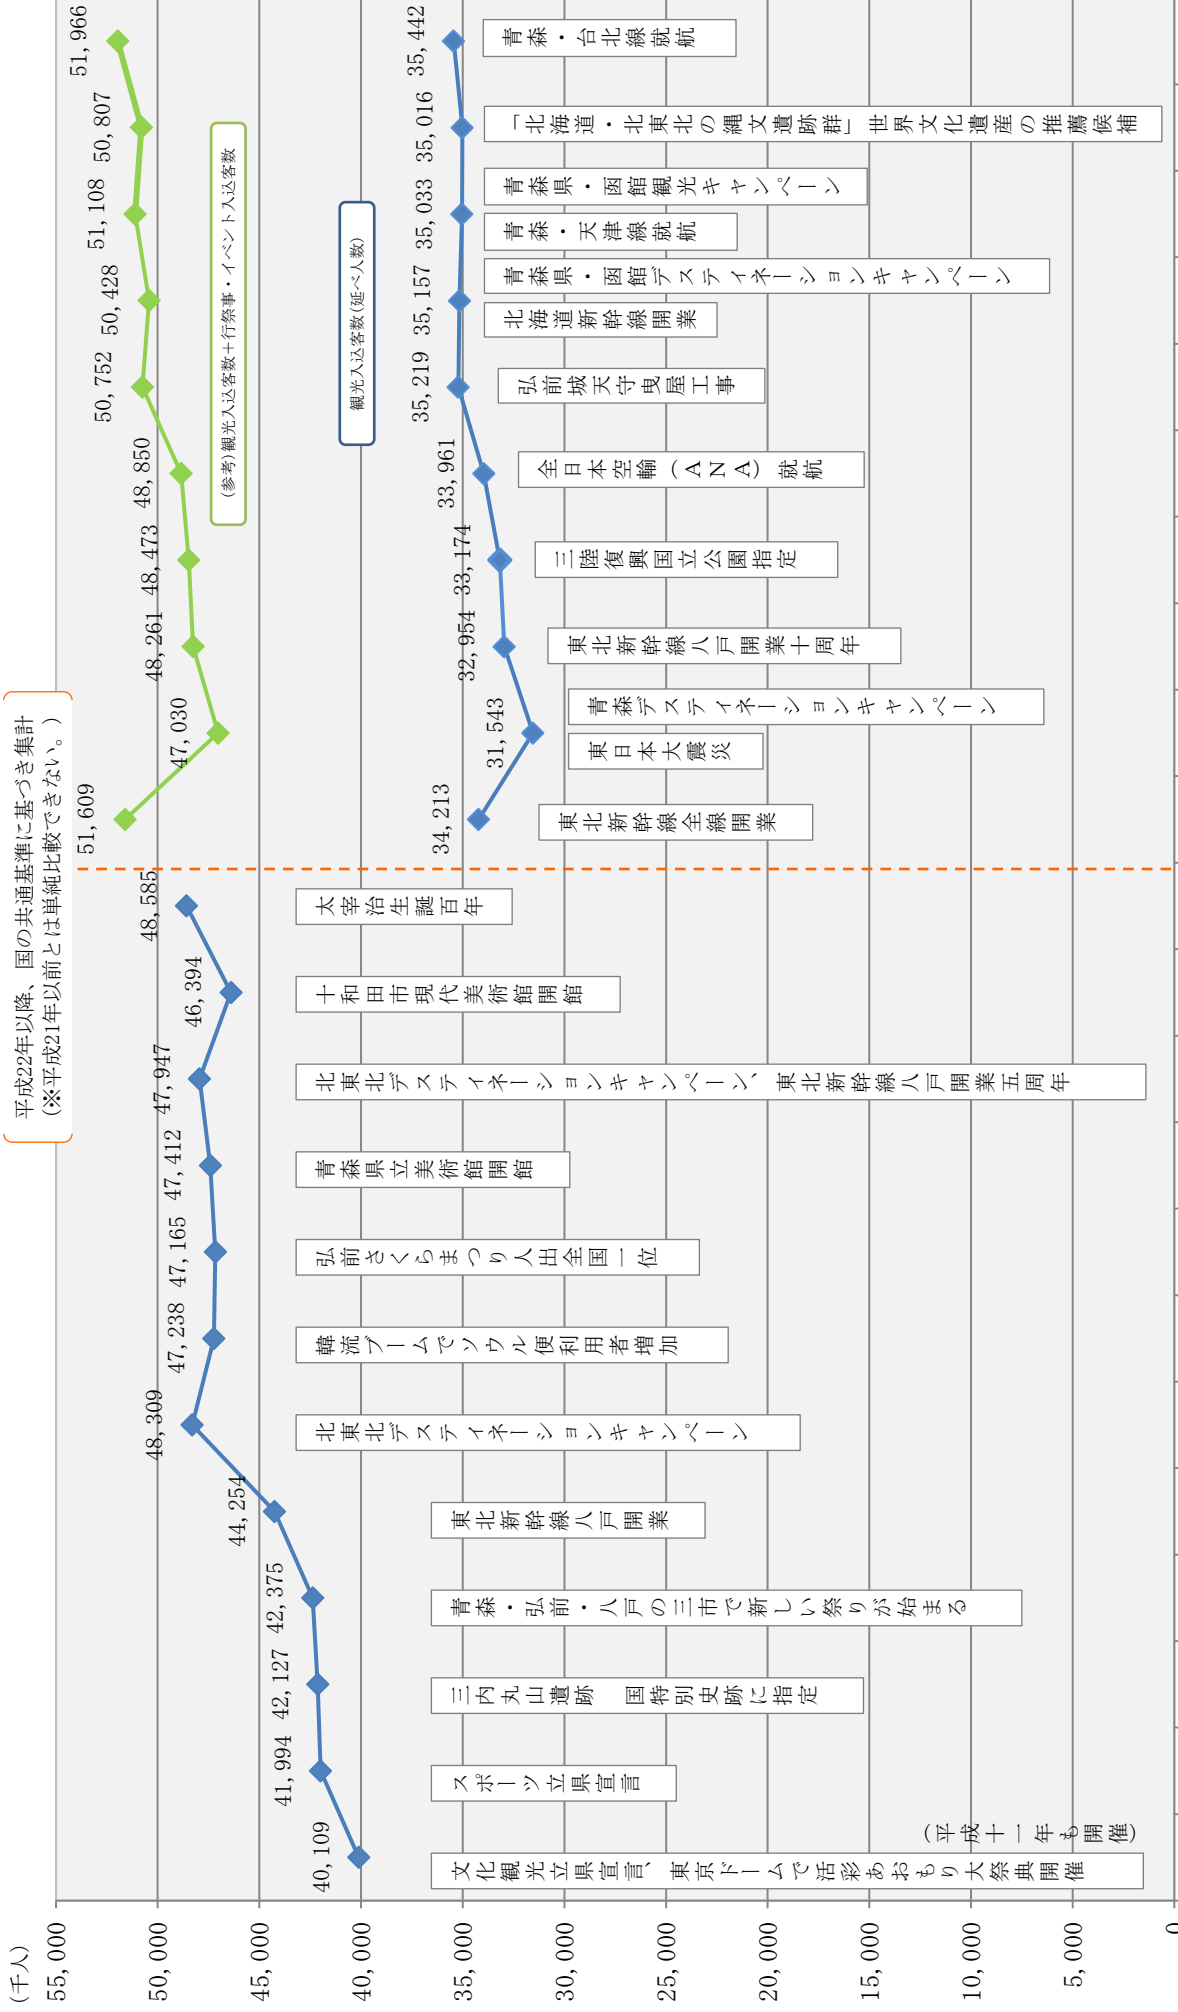 (千人)
55,000
50,000
45,000
40,000
35,000
30,000
25,000
20,000
15,000
10,000
5,000
0
平成22年以降、国の共通基準に基づき集計
(※平成21年以前とは単純比較できない。)
40,109
41,994
42,127
42,375
44,254
48,309
47,238
47,165
47,412
47,947
46,394
48,585
51,609
47,030
48,261
48,473
48,850
50,752
50,428
51,108
50,807
51,966
(参考)観光入込客数+行祭事・イベント入込客数
観光入込客数(延べ人数)
34,213
31,543
32,954
33,174
33,961
35,219
35,157
35,033
35,016
35,442
文化観光立県宣言、東京ドームで活彩あおもり大祭典開催
(平成十一年も開催)
スポーツ立県宣言
三内丸山遺跡 国特別史跡に指定
青森・弘前・八戸の三市で新しい祭りが始まる
東北新幹線八戸開業
北東北デスティネーションキャンペーン
韓流ブームでソウル便利用者増加
弘前さくらまつり人出全国一位
青森県立美術館開館
北東北デスティネーションキャンペーン、東北新幹線八戸開業五周年
十和田市現代美術館開館
太宰治生誕百年
東北新幹線全線開業
東日本大震災
青森デスティネーションキャンペーン
東北新幹線八戸開業十周年
三陸復興国立公園指定
全日本空輸(ANA)就航
弘前城天守曳屋工事
北海道新幹線開業
青森県・函館デスティネーションキャンペーン
青森・天津線就航
青森県・函館観光キャンペーン
「北海道・北東北の縄文遺跡群」世界文化遺産の推薦候補
青森・台北線就航